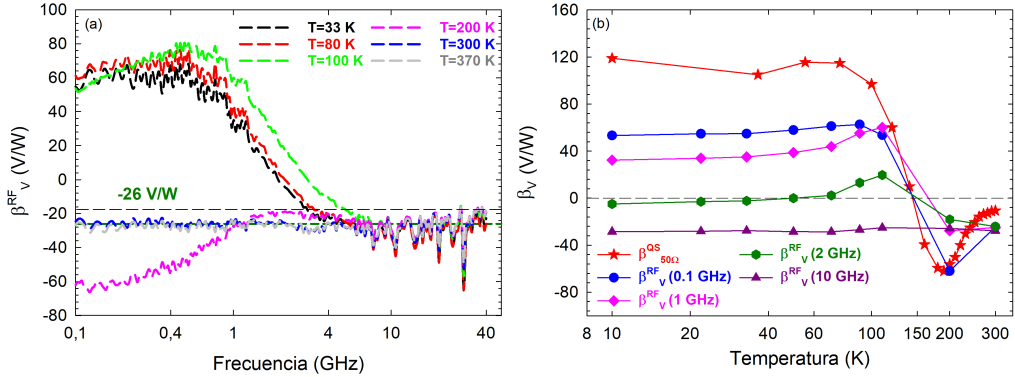 (a)
T=33 K
T=80 K
T=100 K
T=200 K
T=300 K
T=370 K
-26 V/W
100
80
60
40
20
0
-20
-40
-60
-80
β^RF_V (V/W)
0,1
0,4
1
4
10
40
Frecuencia (GHz)
(b)
160
120
80
40
0
-40
-80
β_V (V/W)
β^QS_50Ω
β^RF_V (0.1 GHz)
β^RF_V (1 GHz)
β^RF_V (2 GHz)
β^RF_V (10 GHz)
8
10
20
40
60
80
100
150
200
300
Temperatura (K)